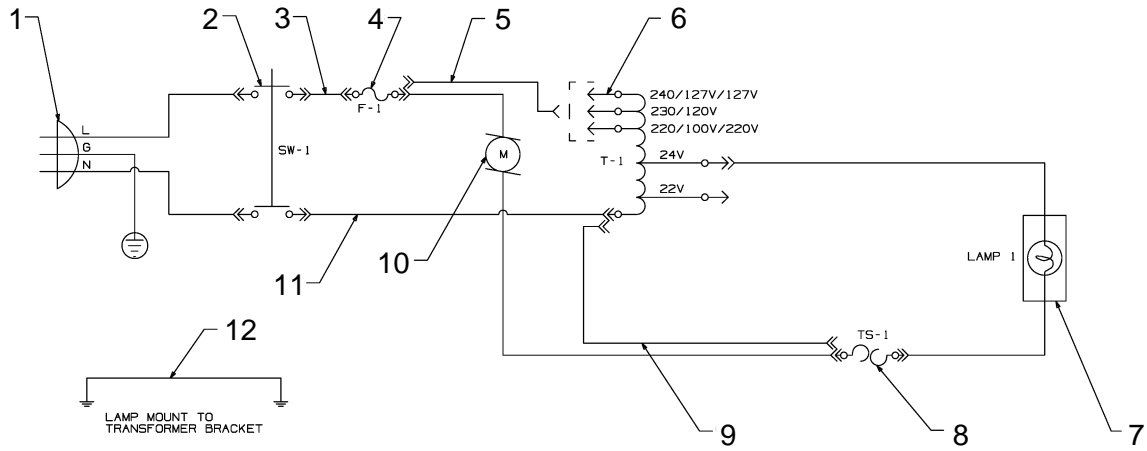 1
2
3
4
5
6
L
G
N
SW-1
F-1
M
T-1
240/127V/127V
230/120V
220/100V/220V
24V
22V
LAMP 1
TS-1
10
11
12
9
8
7
LAMP MOUNT TO
TRANSFORMER BRACKET